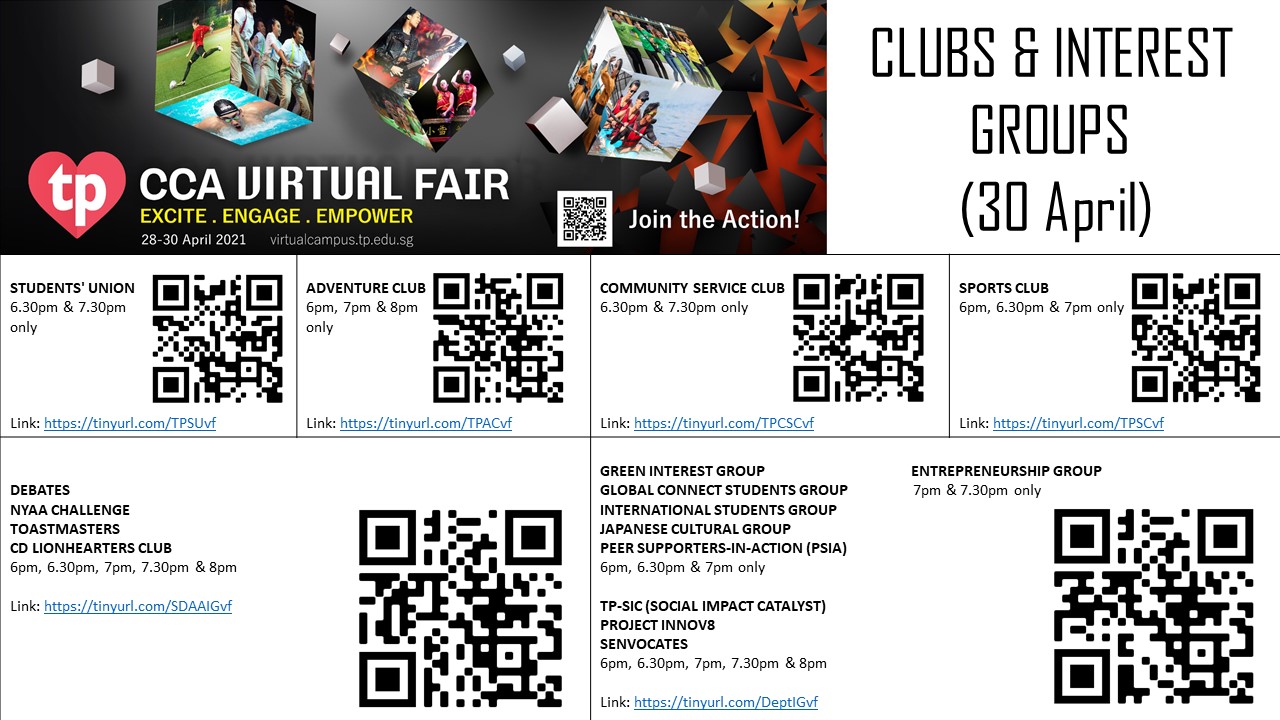 CLUBS & INTEREST
GROUPS
(30 April)
小雪
tp
CCA VIRTUAL FAIR
EXCITE . ENGAGE . EMPOWER
28-30 April 2021 virtualcampus.tp.edu.sg
Join the Action!
STUDENTS' UNION
6.30pm & 7.30pm
only
Link: https://tinyurl.com/TPSUvf
ADVENTURE CLUB
6pm, 7pm & 8pm
only
Link: https://tinyurl.com/TPACvf
COMMUNITY SERVICE CLUB
6.30pm & 7.30pm only
Link: https://tinyurl.com/TPCSCvf
SPORTS CLUB
6pm, 6.30pm & 7pm only
Link: https://tinyurl.com/TPSCvf
DEBATES
NYAA CHALLENGE
TOASTMASTERS
CD LIONHEARTERS CLUB
6pm, 6.30pm, 7pm, 7.30pm & 8pm
Link: https://tinyurl.com/SDAAIGvf
GREEN INTEREST GROUP
GLOBAL CONNECT STUDENTS GROUP
INTERNATIONAL STUDENTS GROUP
JAPANESE CULTURAL GROUP
PEER SUPPORTERS-IN-ACTION (PSIA)
6pm, 6.30pm & 7pm only
TP-SIC (SOCIAL IMPACT CATALYST)
PROJECT INNOV8
SENVOCATES
6pm, 6.30pm, 7pm, 7.30pm & 8pm
Link: https://tinyurl.com/DeptIGvf
ENTREPRENEURSHIP GROUP
7pm & 7.30pm only